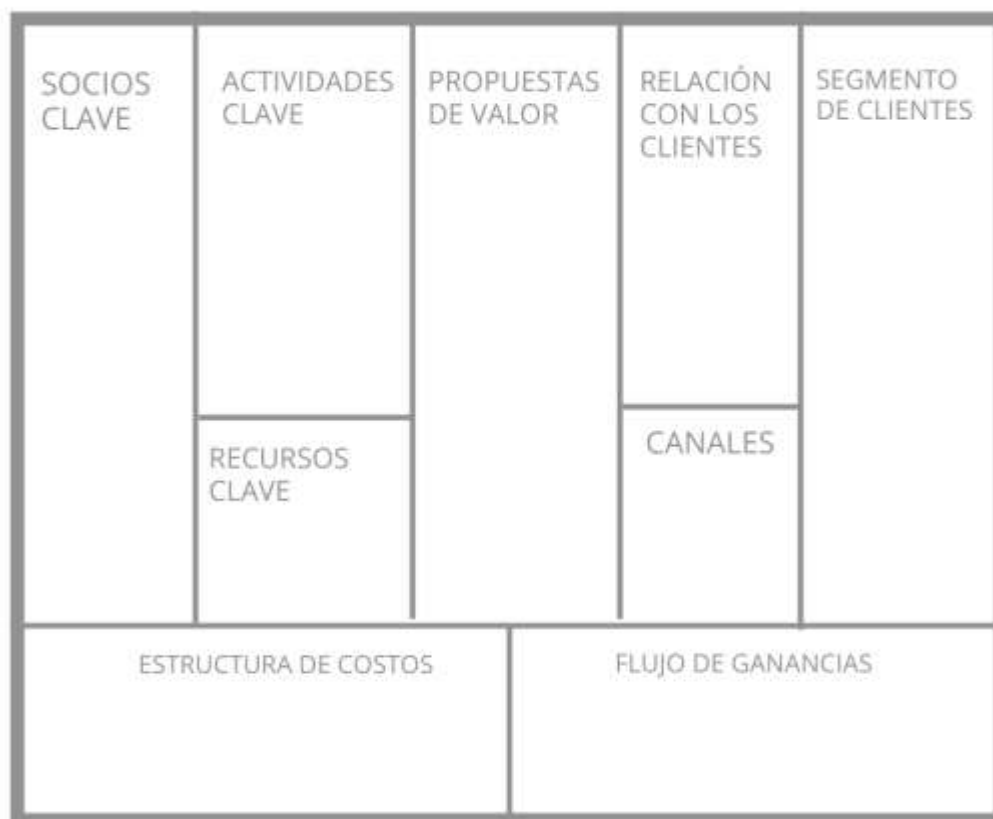 SOCIOS
CLAVE
ACTIVIDADES
CLAVE
PROPUESTAS
DE VALOR
RELACIÓN
CON LOS
CLIENTES
SEGMENTO
DE CLIENTES
RECURSOS
CLAVE
CANALES
ESTRUCTURA DE COSTOS
FLUJO DE GANANCIAS